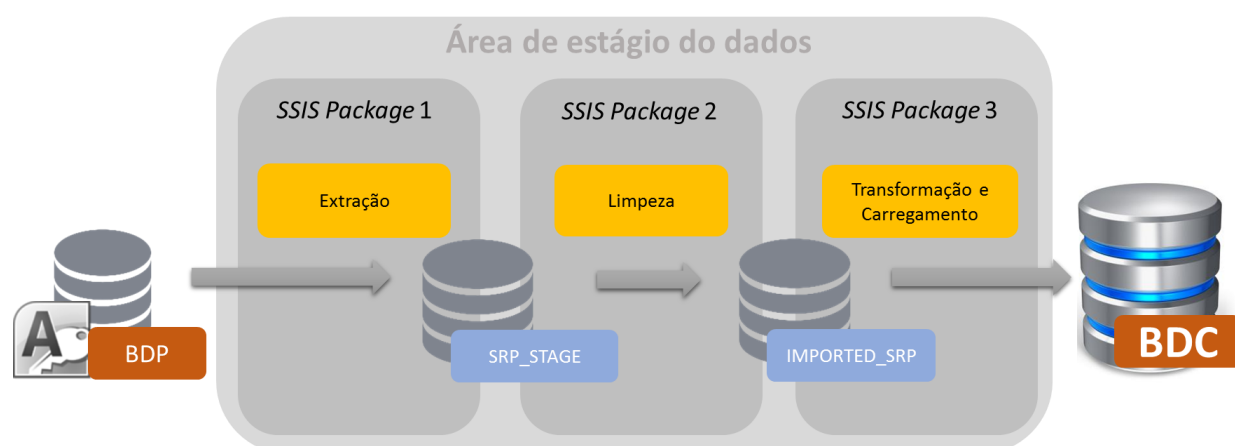 Área de estágio do dados
SSIS Package 1
SSIS Package 2
SSIS Package 3
Extração
Limpeza
Transformação e
Carregamento
BDP
SRP_STAGE
IMPORTED_SRP
BDC
A